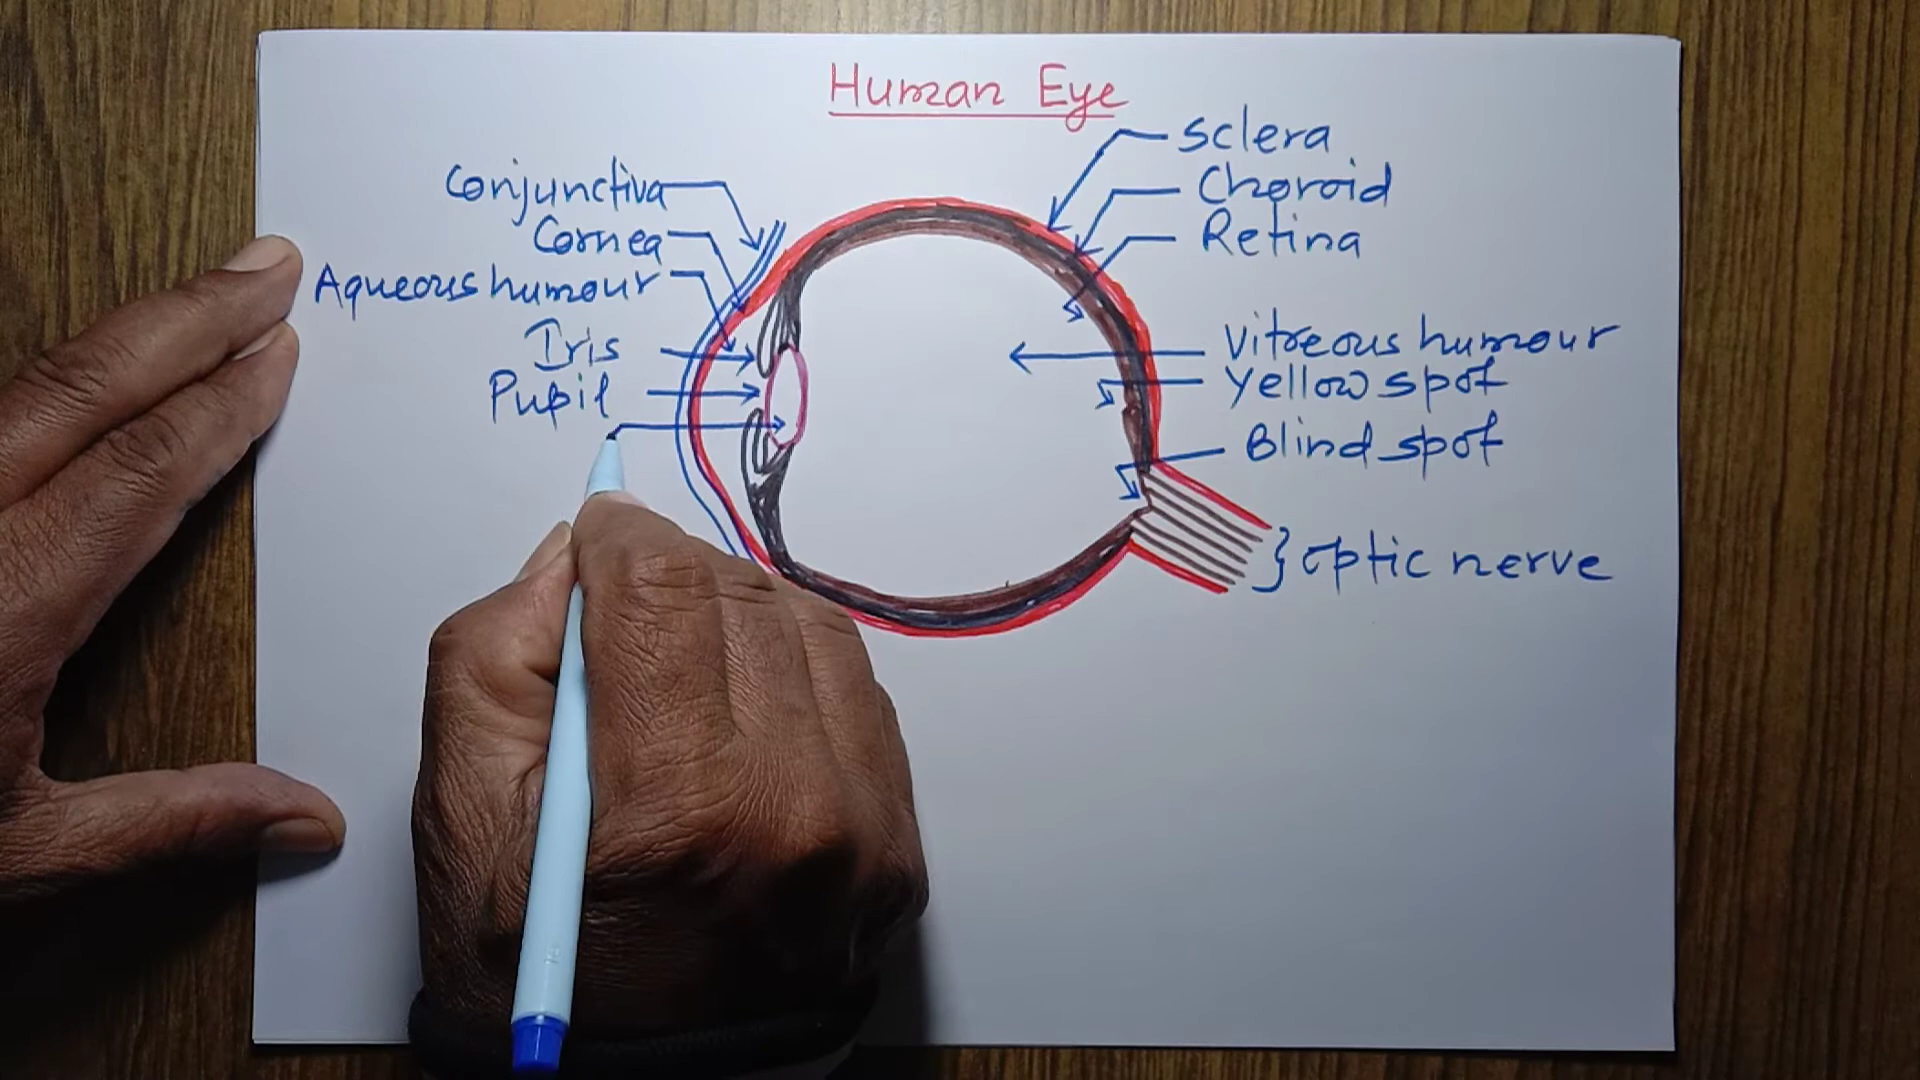 Human Eye
Conjunctiva
Cornea
Aqueous humour
Iris
Pupil
Sclera
Choroid
Retina
Vitreous humour
Yellow spot
Blind spot
optic nerve